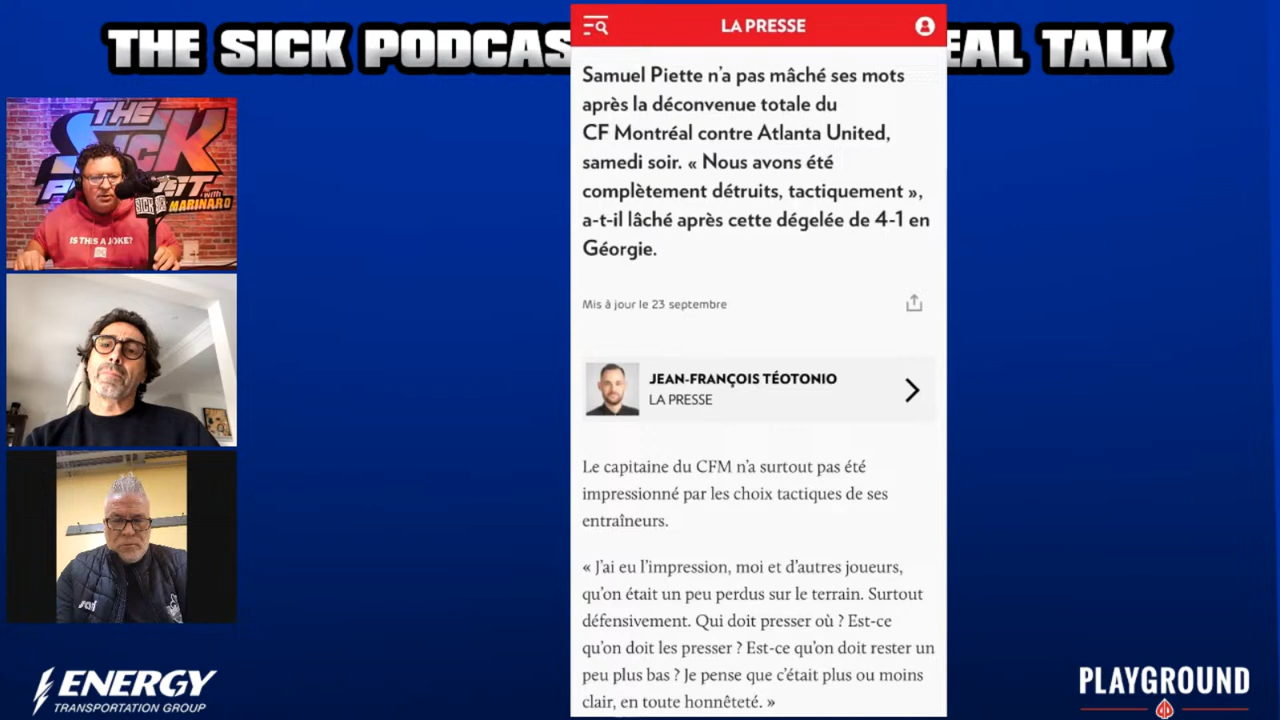 THE SICK PODCAS
EAL TALK
LA PRESSE
Samuel Piette n'a pas mâché ses mots
après la déconvenue totale du
CF Montréal contre Atlanta United,
samedi soir. « Nous avons été
complètement détruits, tactiquement »,
a-t-il lâché après cette dégelée de 4-1 en
Géorgie.
Mis à jour le 23 septembre
JEAN-FRANÇOIS TÉOTONIO
LA PRESSE
Le capitaine du CFM n'a surtout pas été
impressionné par les choix tactiques de ses
entraîneurs.
« J'ai eu l'impression, moi et d'autres joueurs,
qu'on était un peu perdus sur le terrain. Surtout
défensivement. Qui doit presser où ? Est-ce
qu'on doit les presser ? Est-ce qu'on doit rester un
peu plus bas ? Je pense que c'était plus ou moins
clair, en toute honnêteté. »
THE
SICK
MARINARO
SICK
IS THIS A JOKE?
ENERGY
TRANSPORTATION GROUP
PLAYGROUND